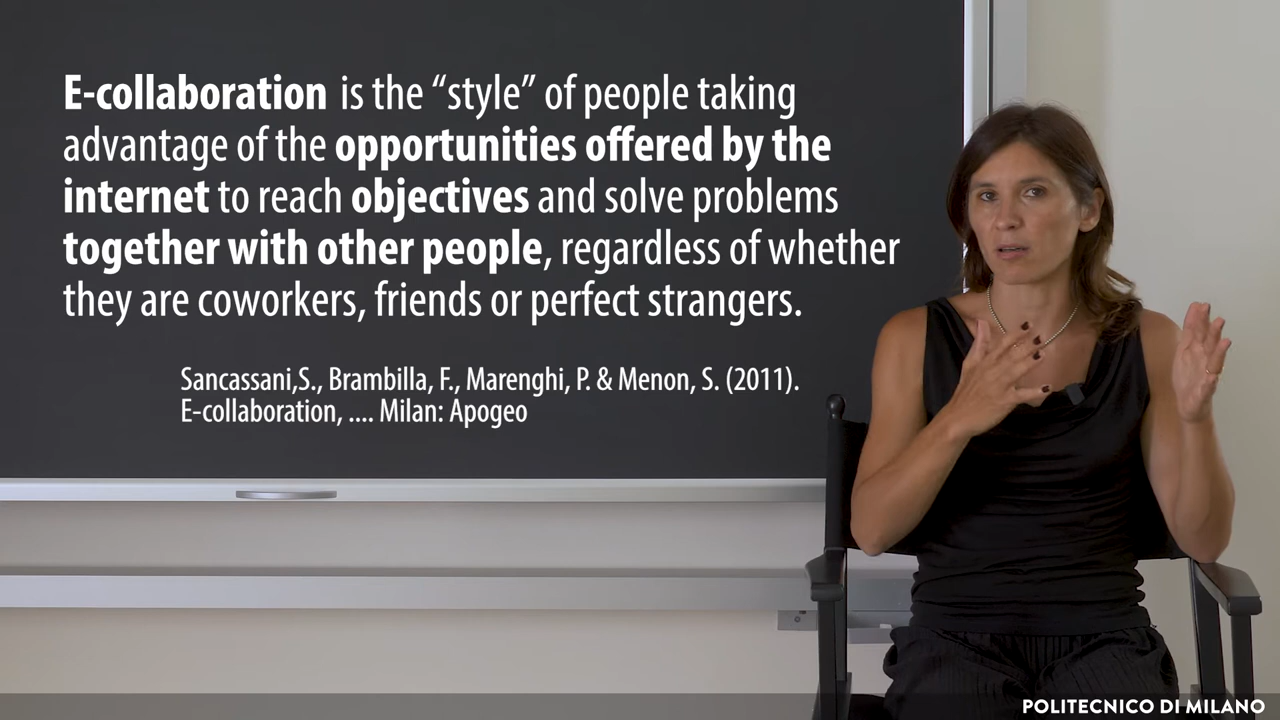 E-collaboration is the “style” of people taking
advantage of the opportunities offered by the
internet to reach objectives and solve problems
together with other people, regardless of whether
they are coworkers, friends or perfect strangers.
Sancassani,S., Brambilla, F., Marenghi, P. & Menon, S. (2011).
E-collaboration, .... Milan: Apogeo
POLITECNICO DI MILANO